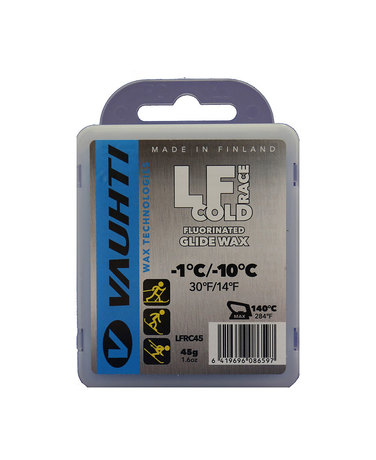 MADE IN FINLAND
VAUHTI
WAX TECHNOLOGIES
LF
COLD
RACE
FLUORINATED
GLIDE WAX
-1°C/-10°C
30°F/14°F
140°C
MAX
284°F
LFRC45
45g
1.6oz
6 419696 086597